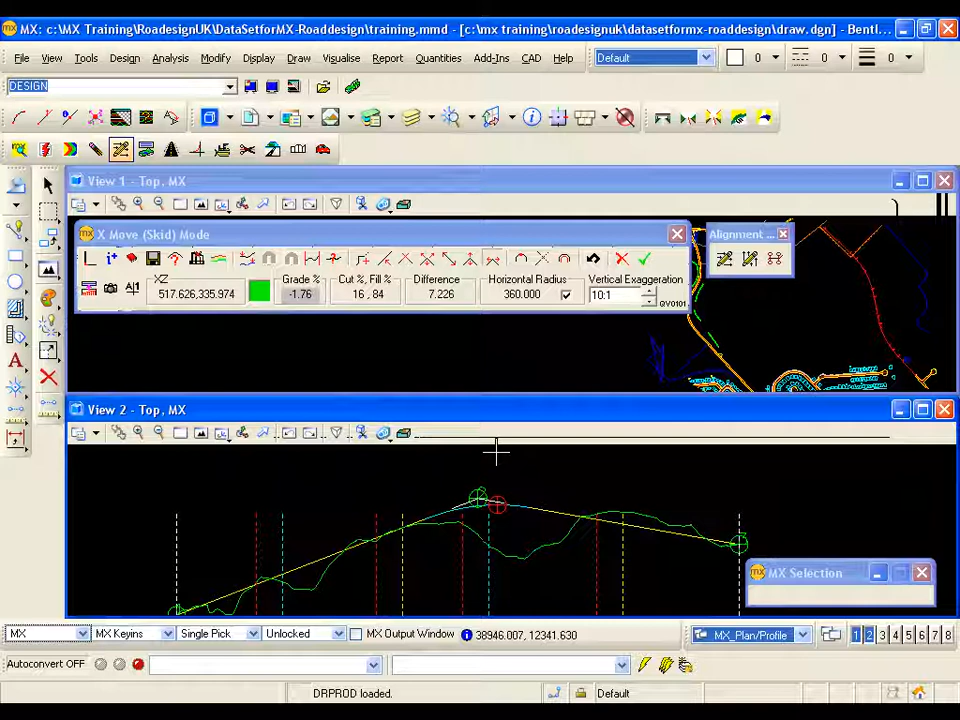 MX: c:\MX Training\RoadesignUK\DataSetforMX-Roaddesign\training.mmd - [c:\mx training\roadesignuk\datasetformx-roaddesign\draw.dgn] - Bentl...
File View Tools Design Analysis Modify Display Draw Visualise Report Quantities Add-Ins CAD Help Default 0 0 0
DESIGN
View 1 - Top, MX
X Move (Skid) Mode
Alignment ...
XZ Grade % Cut %, Fill % Difference Horizontal Radius Vertical Exaggeration
517.626,335.974 -1.76 16 , 84 7.226 360.000 10:1 QV0101
View 2 - Top, MX
MX Selection
MX MX Keyins Single Pick Unlocked MX Output Window 38946.007, 12341.630 MX_Plan/Profile 1 2 3 4 5 6 7 8
Autoconvert OFF
DRPROD loaded. Default